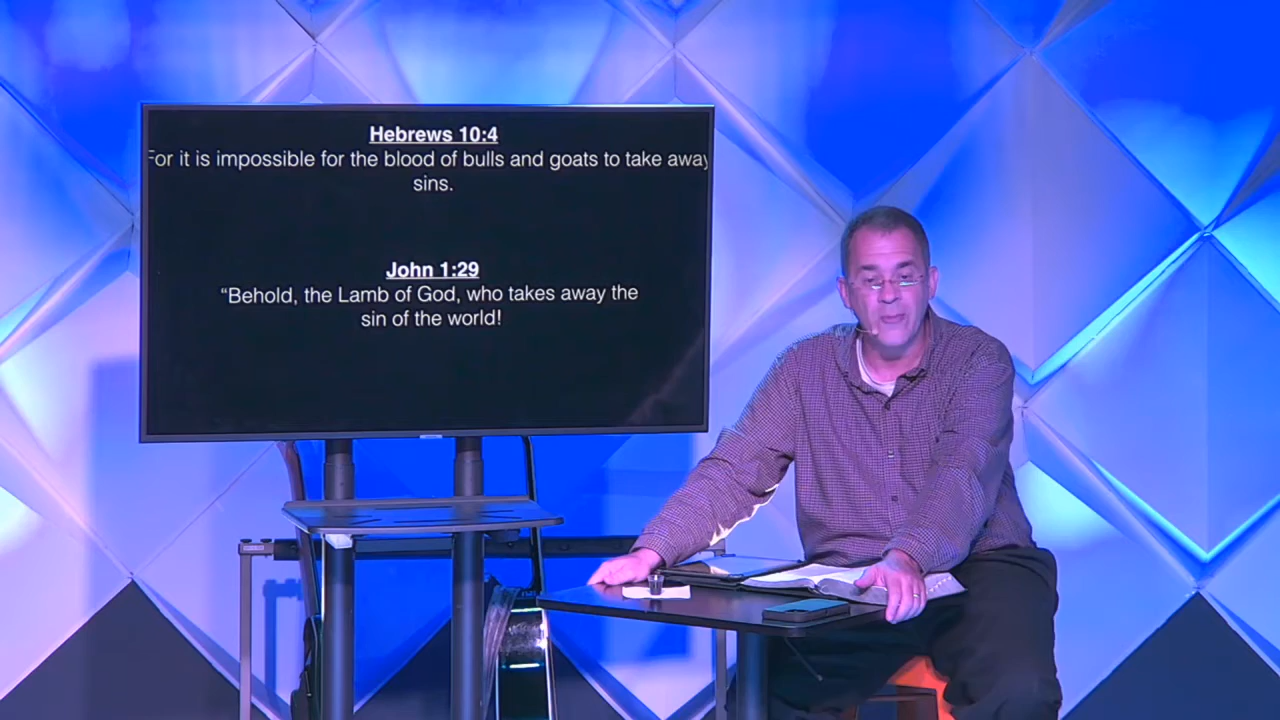 Hebrews 10:4
For it is impossible for the blood of bulls and goats to take away
sins.
John 1:29
“Behold, the Lamb of God, who takes away the
sin of the world!